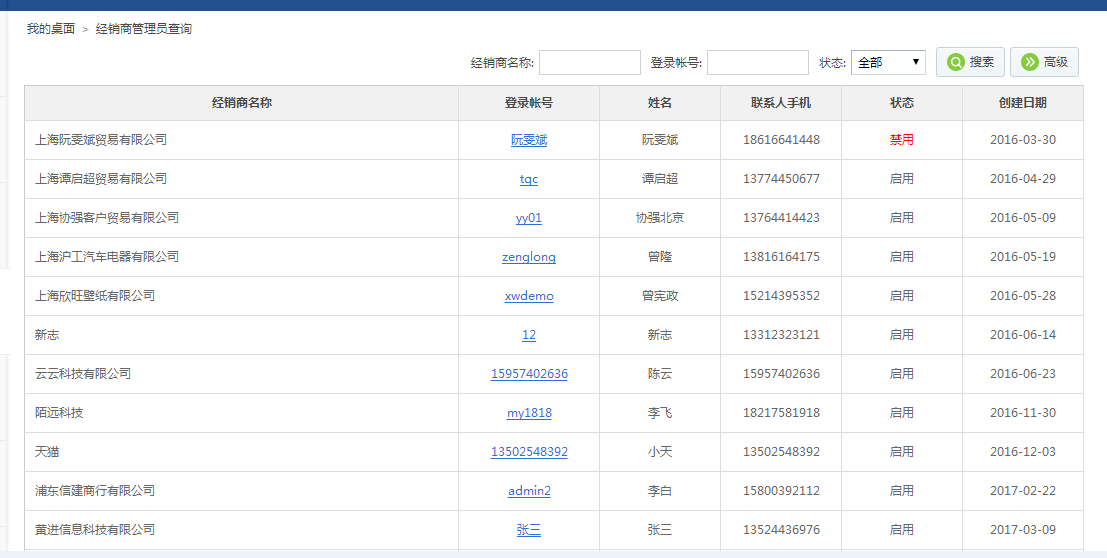 我的桌面 > 经销商管理员查询
经销商名称: 登录帐号: 状态: 全部 搜索 高级
经销商名称 登录帐号 姓名 联系人手机 状态 创建日期
上海阮雯斌贸易有限公司 阮雯斌 阮雯斌 18616641448 禁用 2016-03-30
上海谭启超贸易有限公司 tqc 谭启超 13774450677 启用 2016-04-29
上海协强客户贸易有限公司 yy01 协强北京 13764414423 启用 2016-05-09
上海沪工汽车电器有限公司 zenglong 曾隆 13816164175 启用 2016-05-19
上海欣旺壁纸有限公司 xwdemo 曾宪政 15214395352 启用 2016-05-28
新志 12 新志 13312323121 启用 2016-06-14
云云科技有限公司 15957402636 陈云 15957402636 启用 2016-06-23
陌远科技 my1818 李飞 18217581918 启用 2016-11-30
天猫 13502548392 小天 13502548392 启用 2016-12-03
浦东信建商行有限公司 admin2 李白 15800392112 启用 2017-02-22
黄进信息科技有限公司 张三 张三 13524436976 启用 2017-03-09